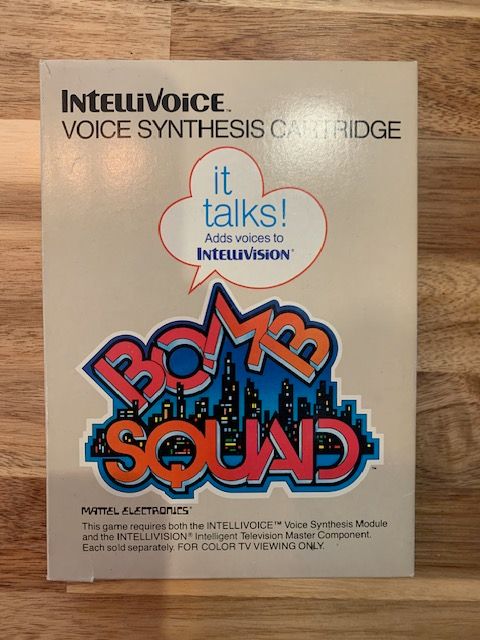 INTELLIVOICE™
VOICE SYNTHESIS CARTRIDGE
it
talks!
Adds voices to
INTELLIVISION®
BOMB
SQUAD™
MATTEL ELECTRONICS®
This game requires both the INTELLIVOICE™ Voice Synthesis Module
and the INTELLIVISION® Intelligent Television Master Component.
Each sold separately. FOR COLOR TV VIEWING ONLY.